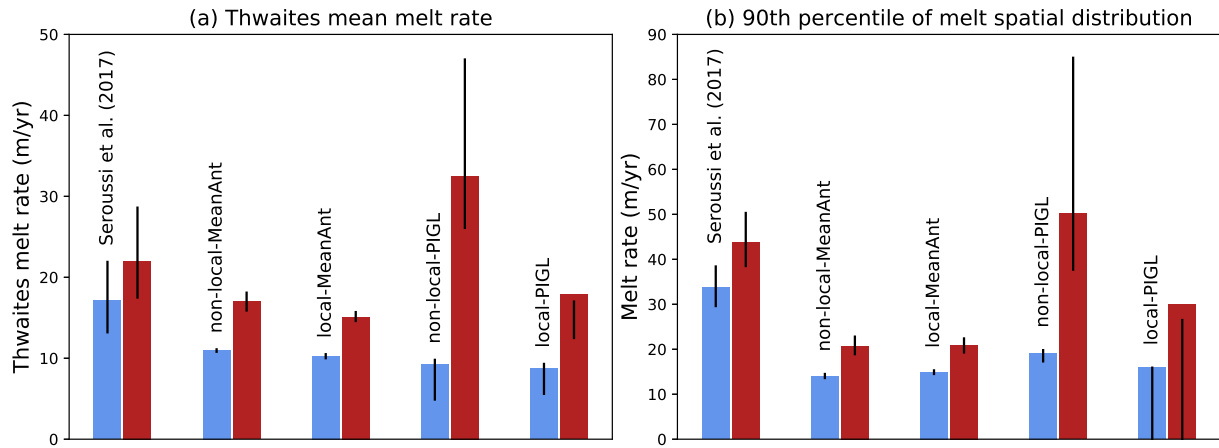 (a) Thwaites mean melt rate
Thwaites melt rate (m/yr)
50
40
30
20
10
0
Seroussi et al. (2017)
non-local-MeanAnt
local-MeanAnt
non-local-PIGL
local-PIGL
(b) 90th percentile of melt spatial distribution
Melt rate (m/yr)
90
80
70
60
50
40
30
20
10
0
Seroussi et al. (2017)
non-local-MeanAnt
local-MeanAnt
non-local-PIGL
local-PIGL